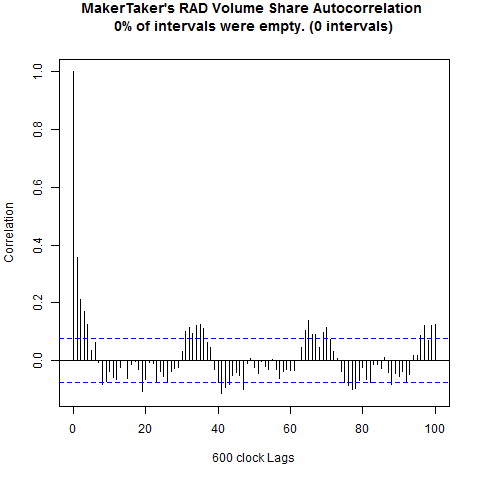 MakerTaker's RAD Volume Share Autocorrelation
0% of intervals were empty. (0 intervals)
1.0
0.8
0.6
0.4
0.2
0.0
Correlation
0 20 40 60 80 100
600 clock Lags